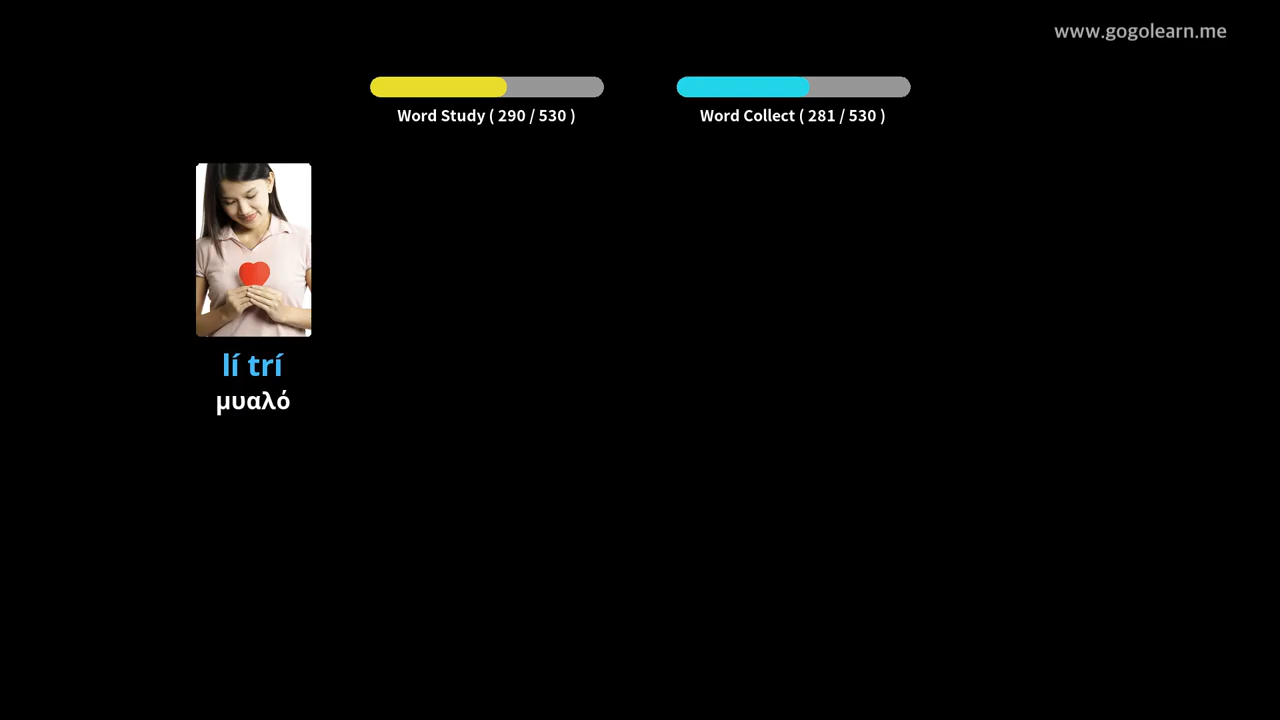 www.gogolearn.me
Word Study ( 290 / 530 )
Word Collect ( 281 / 530 )
lí trí
μυαλό